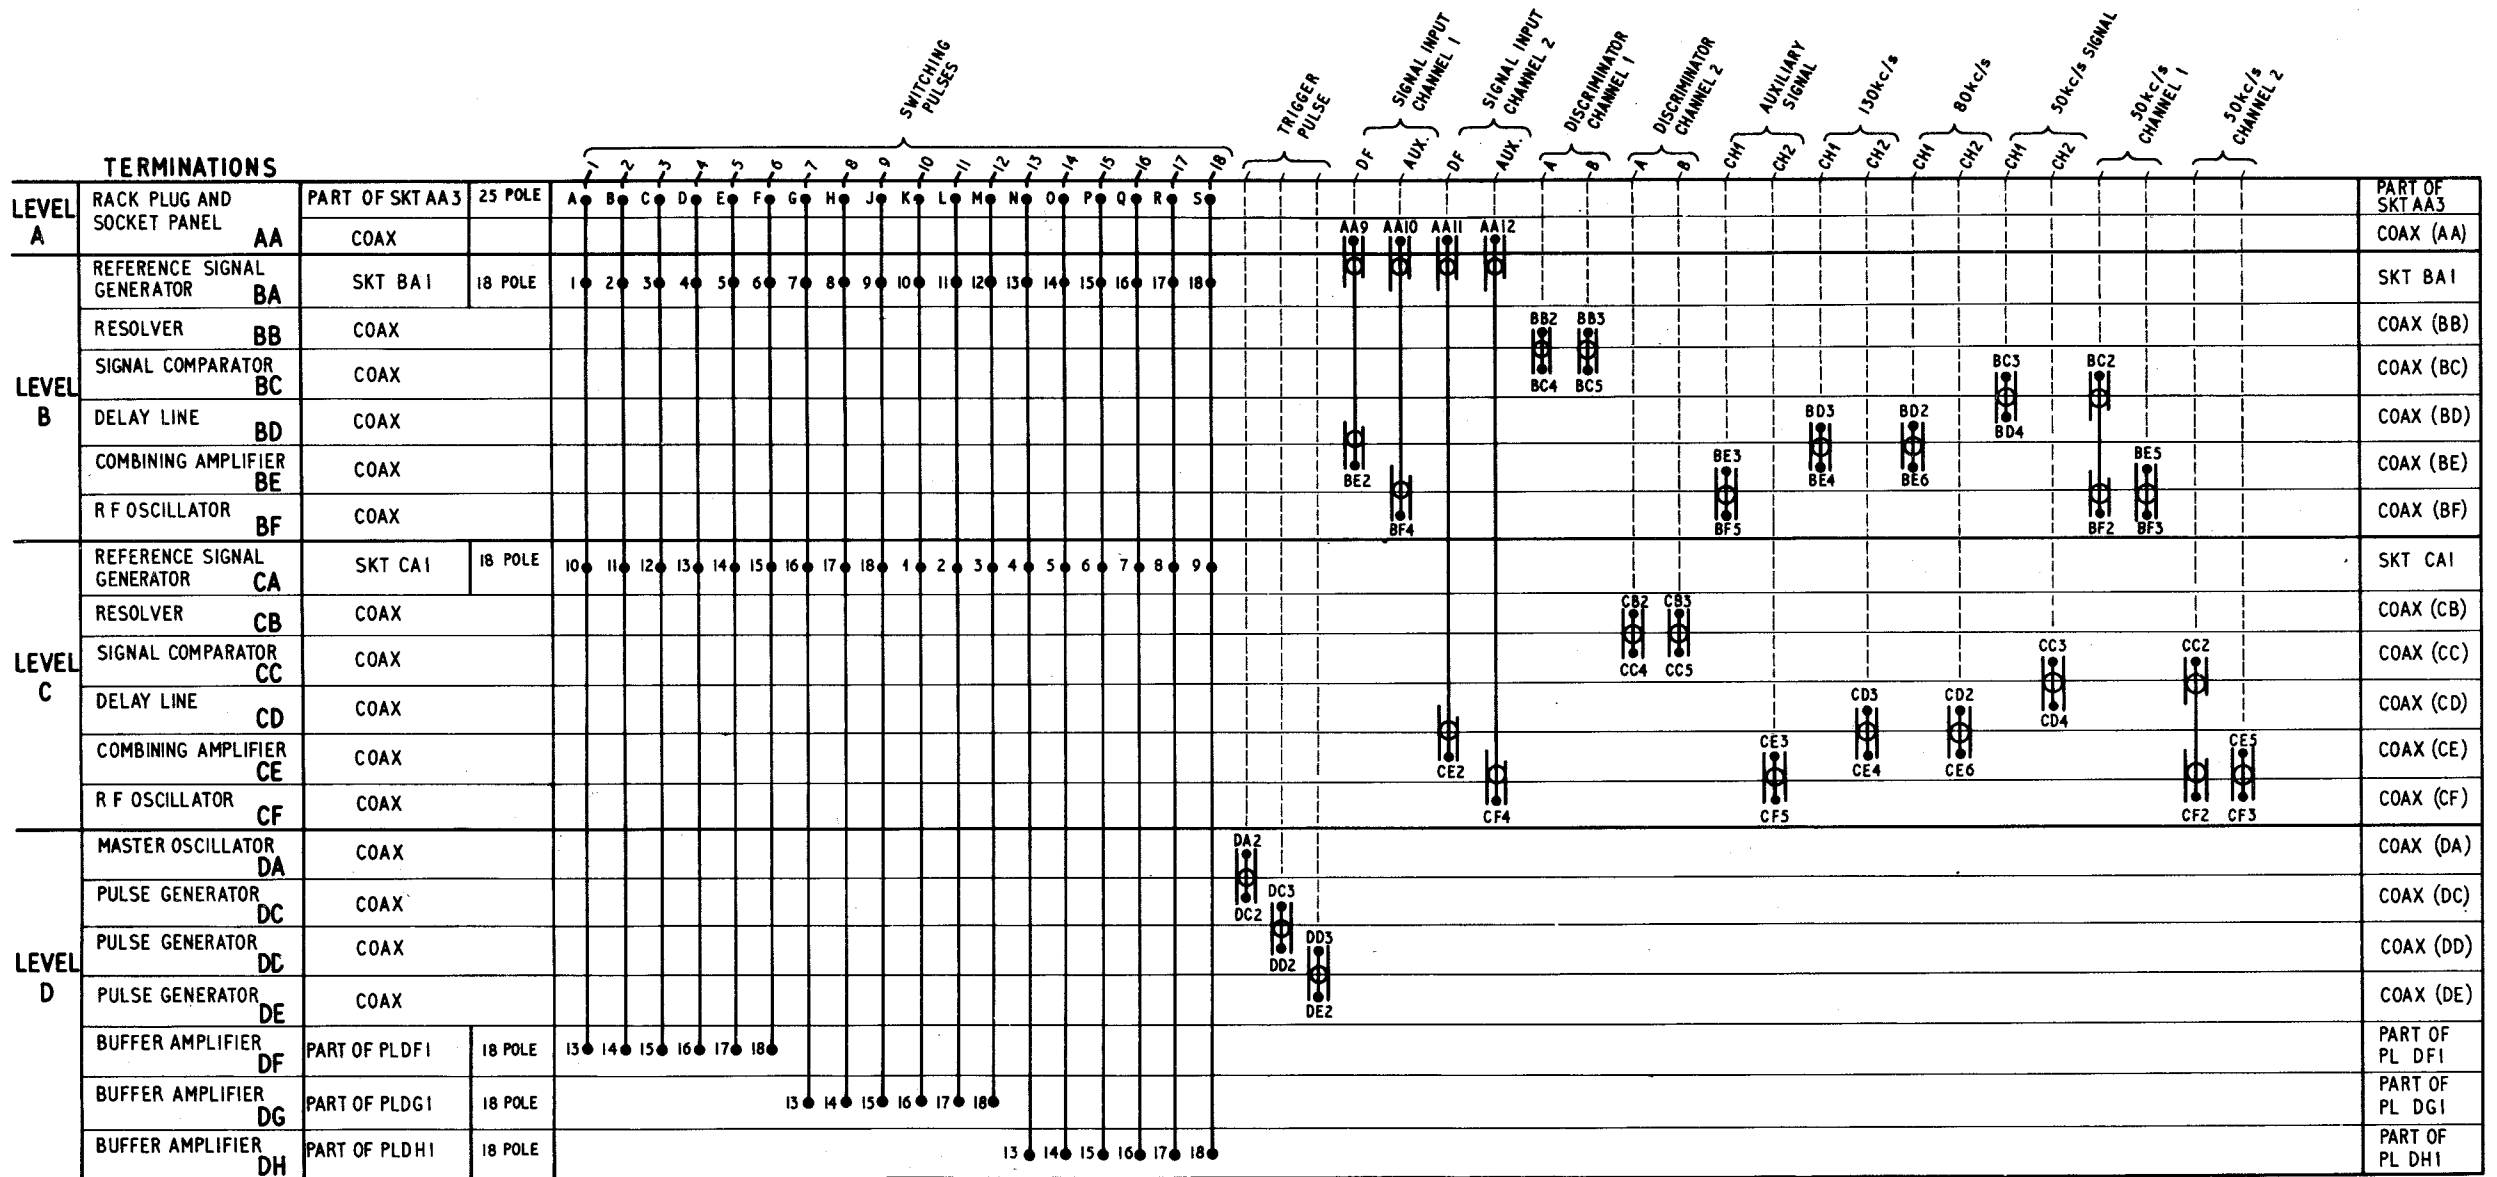 SWITCHING
PULSES
TRIGGER
PULSE
SIGNAL INPUT
CHANNEL 1
SIGNAL INPUT
CHANNEL 2
DISCRIMINATOR
CHANNEL 1
DISCRIMINATOR
CHANNEL 2
AUXILIARY
SIGNAL
130kc/s
80kc/s
50kc/s SIGNAL
50kc/s
CHANNEL 1
50kc/s
CHANNEL 2
TERMINATIONS
1 2 3 4 5 6 7 8 9 10 11 12 13 14 15 16 17 18
DF AUX. DF AUX. A B A B CH1 CH2 CH1 CH2 CH1 CH2 CH1 CH2
LEVEL
A
RACK PLUG AND
SOCKET PANEL
AA
PART OF SKT AA3 25 POLE A B C D E F G H J K L M N O P Q R S
PART OF
SKT AA3
COAX
AA9 AA10 AA11 AA12
COAX (AA)
LEVEL
B
REFERENCE SIGNAL
GENERATOR BA
SKT BA1 18 POLE 1 2 3 4 5 6 7 8 9 10 11 12 13 14 15 16 17 18
SKT BA1
RESOLVER
BB
COAX
BB2 BB3
COAX (BB)
SIGNAL COMPARATOR
BC
COAX
BC4 BC5
BC3
BC2
COAX (BC)
DELAY LINE
BD
COAX
BD3
BD2
BD4
COAX (BD)
COMBINING AMPLIFIER
BE
COAX
BE2
BE3
BE4
BE6
BE5
COAX (BE)
R F OSCILLATOR
BF
COAX
BF4
BF5
BF2 BF3
COAX (BF)
LEVEL
C
REFERENCE SIGNAL
GENERATOR CA
SKT CA1 18 POLE 10 11 12 13 14 15 16 17 18 1 2 3 4 5 6 7 8 9
SKT CA1
RESOLVER
CB
COAX
CB2 CB3
COAX (CB)
SIGNAL COMPARATOR
CC
COAX
CC4 CC5
CC3
CC2
COAX (CC)
DELAY LINE
CD
COAX
CD3
CD2
CD4
COAX (CD)
COMBINING AMPLIFIER
CE
COAX
CE2
CE3
CE4
CE6
CE5
COAX (CE)
R F OSCILLATOR
CF
COAX
CF4
CF5
CF2 CF3
COAX (CF)
LEVEL
D
MASTER OSCILLATOR
DA
COAX
DA2
COAX (DA)
PULSE GENERATOR
DC
COAX
DC2
DC3
COAX (DC)
PULSE GENERATOR
DD
COAX
DD2
DD3
COAX (DD)
PULSE GENERATOR
DE
COAX
DE2
COAX (DE)
BUFFER AMPLIFIER
DF
PART OF PLDF1 18 POLE 13 14 15 16 17 18
PART OF
PL DF1
BUFFER AMPLIFIER
DG
PART OF PLDG1 18 POLE 13 14 15 16 17 18
PART OF
PL DG1
BUFFER AMPLIFIER
DH
PART OF PLDH1 18 POLE 13 14 15 16 17 18
PART OF
PL DH1